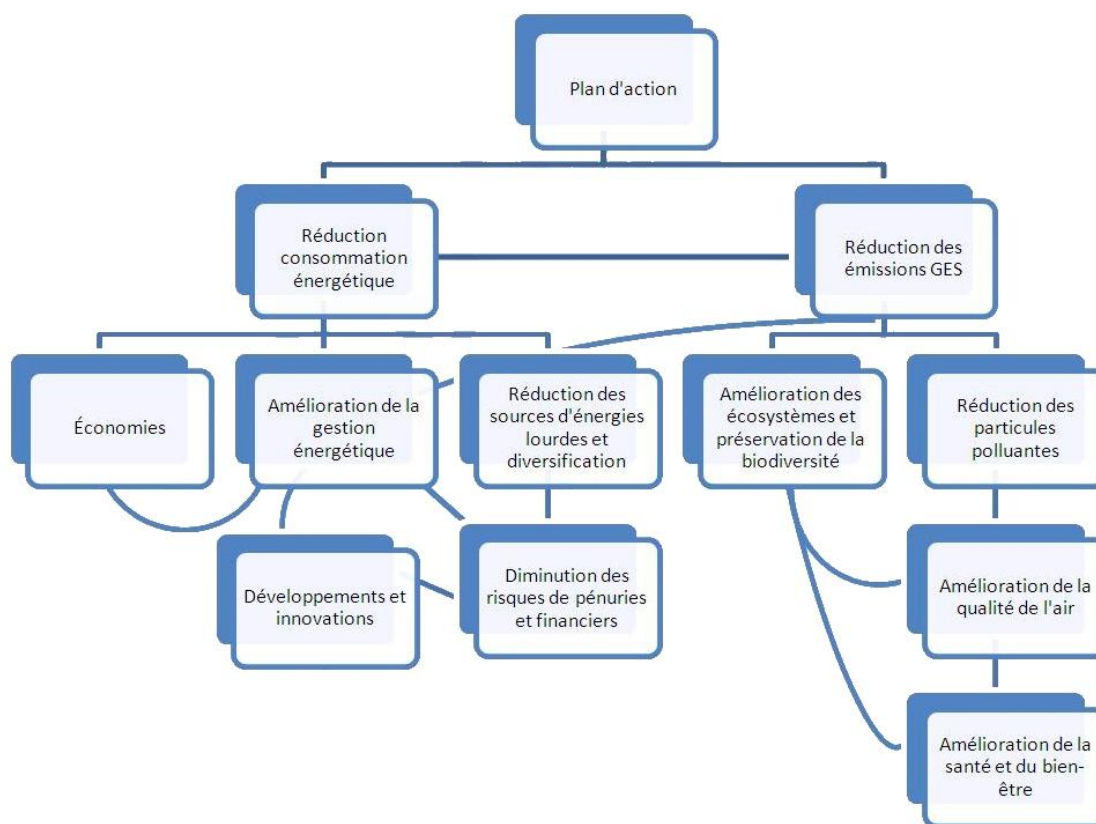 Plan d'action
Réduction
consommation
énergétique
Réduction des
émissions GES
Économies
Amélioration de la
gestion
énergétique
Réduction des
sources d'énergies
lourdes et
diversification
Amélioration des
écosystèmes et
préservation de la
biodiversité
Réduction des
particules
polluantes
Développements et
innovations
Diminution des
risques de pénuries
et financiers
Amélioration de la
qualité de l'air
Amélioration de la
santé et du bien-
être